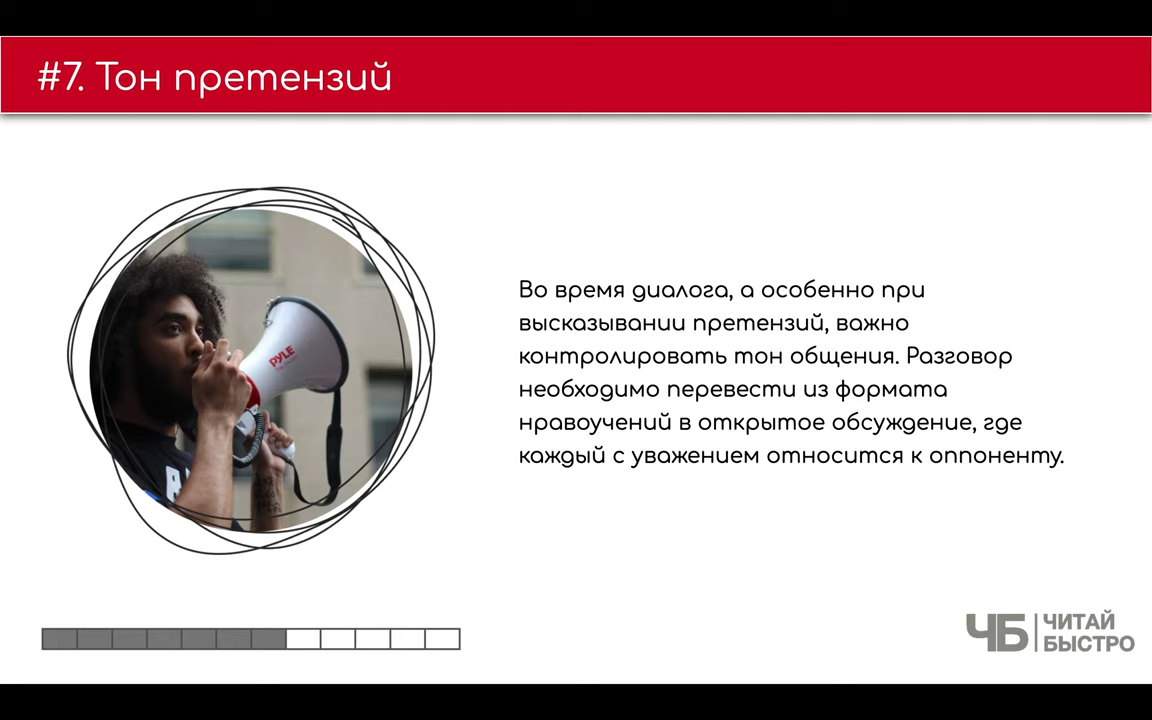 #7. Тон претензий
PYLE
Во время диалога, а особенно при
высказывании претензий, важно
контролировать тон общения. Разговор
необходимо перевести из формата
нравоучений в открытое обсуждение, где
каждый с уважением относится к оппоненту.
ЧБ ЧИТАЙ
БЫСТРО